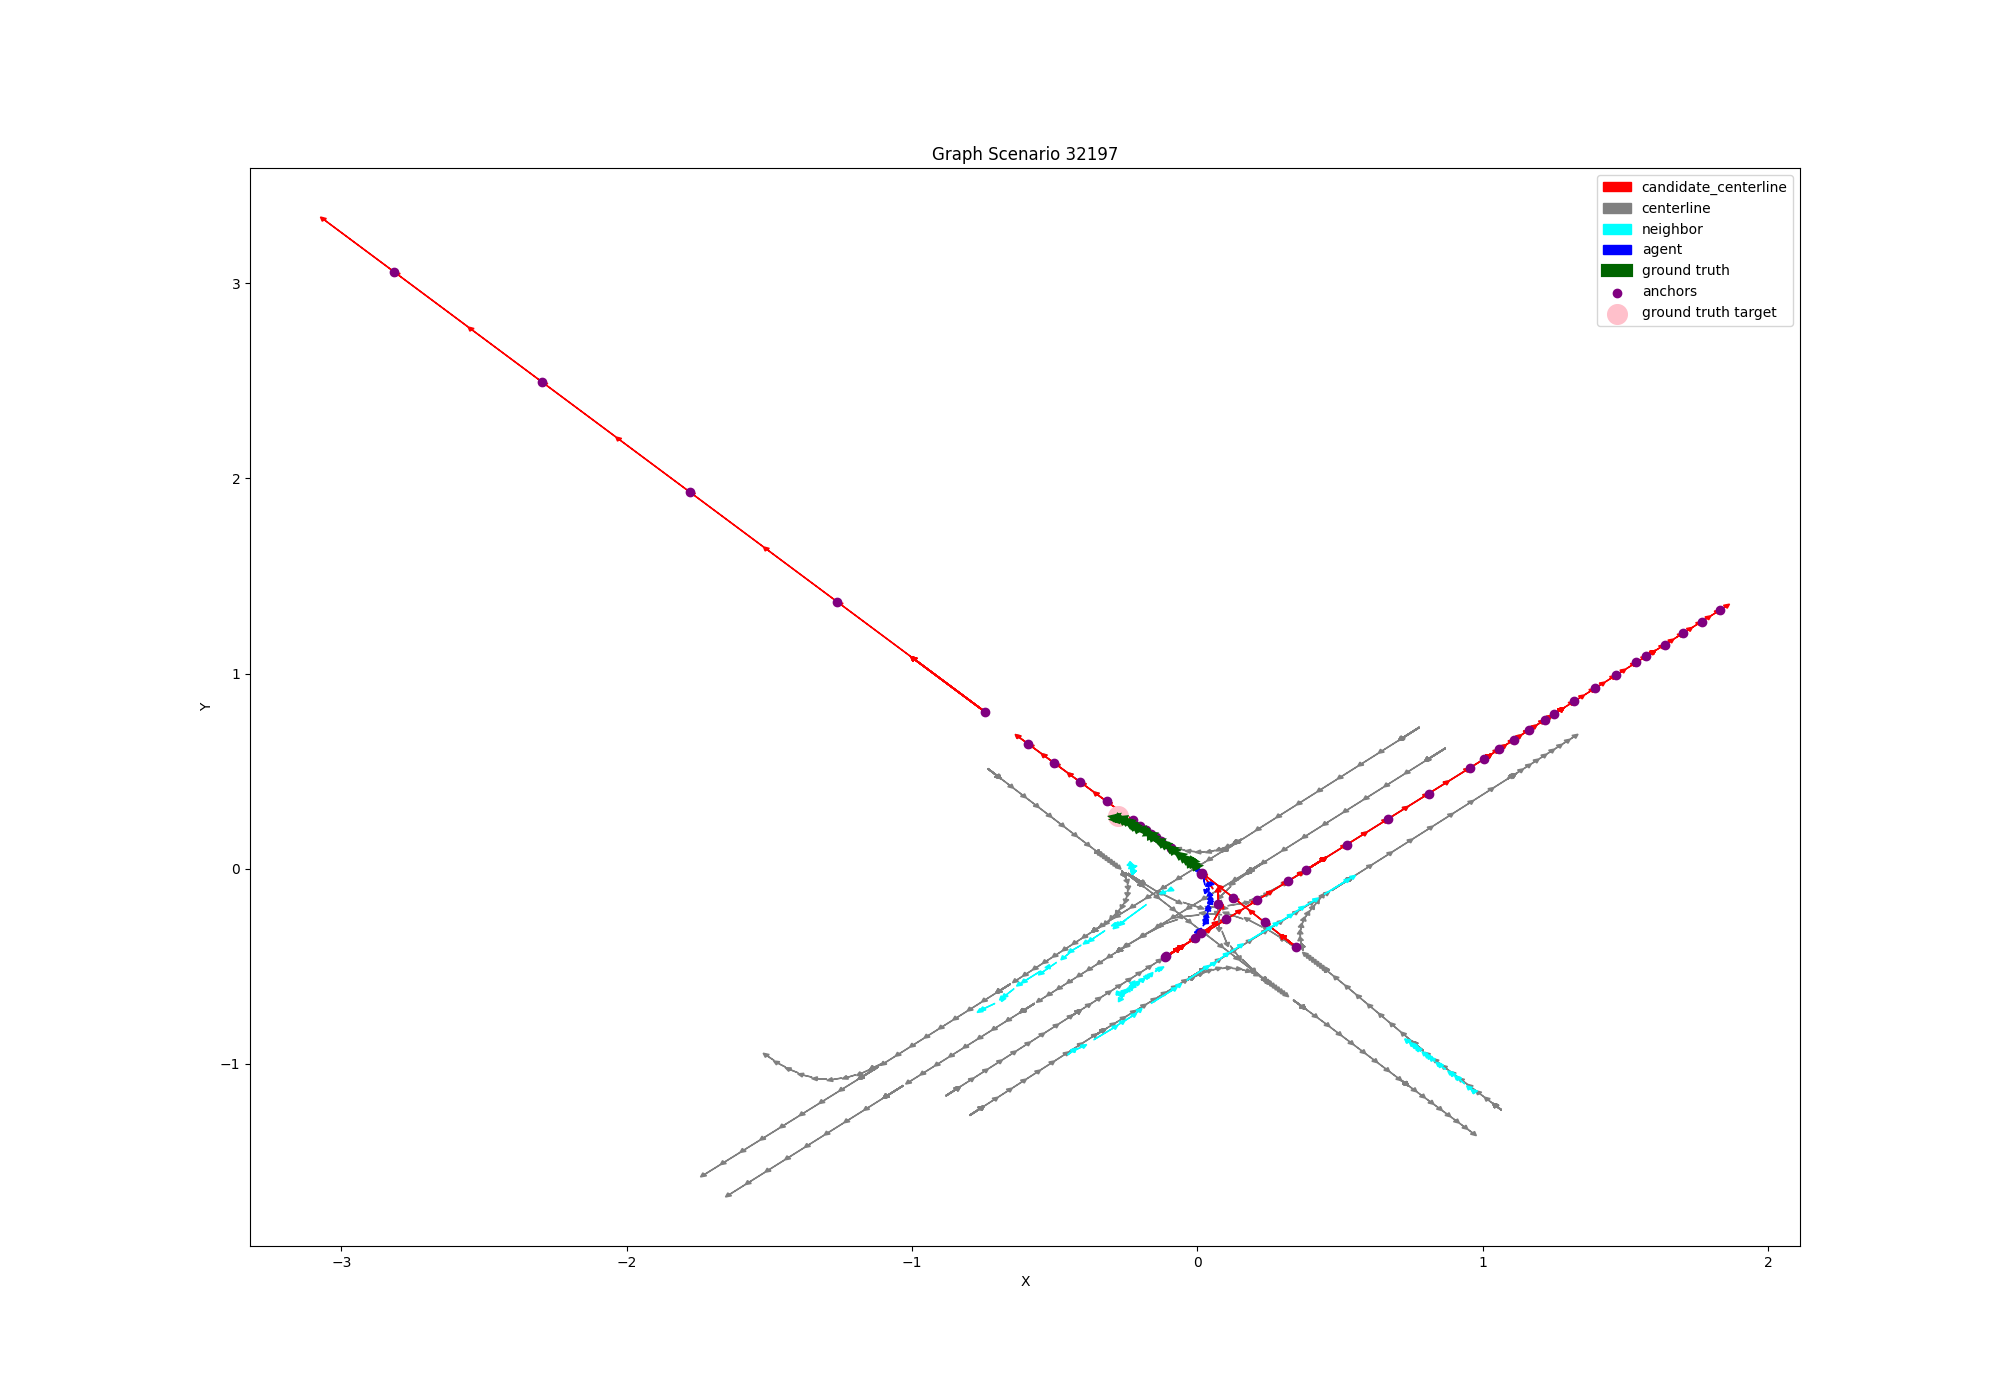 Graph Scenario 32197
candidate_centerline
centerline
neighbor
agent
ground truth
anchors
ground truth target
3
2
1
0
−1
Y
−3
−2
−1
0
1
2
X